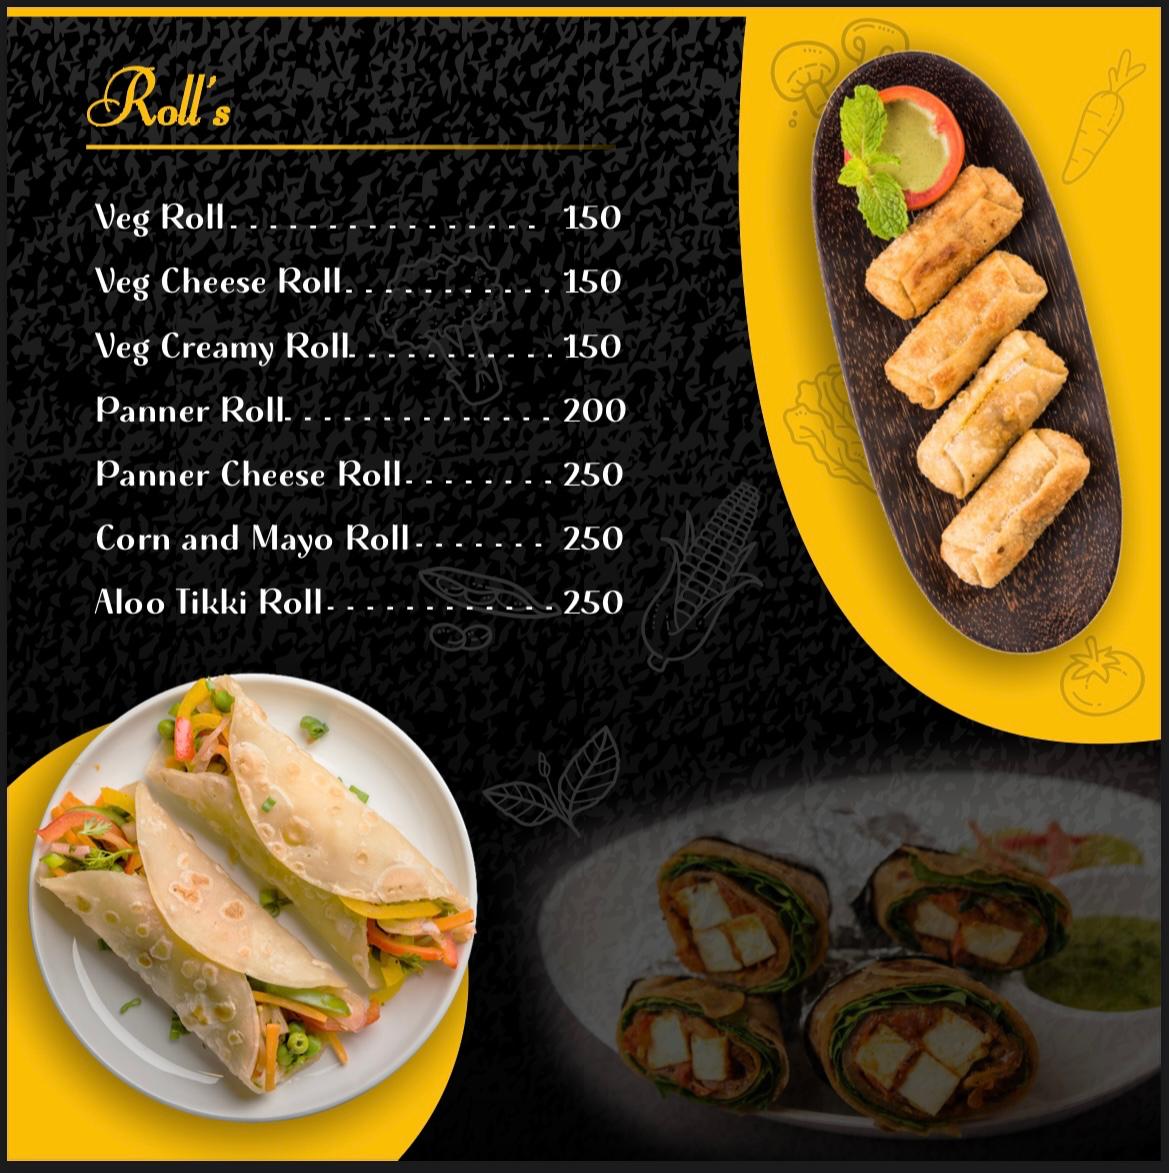 Roll's
Veg Roll. . . . . . . . . . . . . . . . 150
Veg Cheese Roll. . . . . . . . . . . 150
Veg Creamy Roll. . . . . . . . . . . 150
Panner Roll. . . . . . . . . . . . . . 200
Panner Cheese Roll. . . . . . . . 250
Corn and Mayo Roll. . . . . . . 250
Aloo Tikki Roll. . . . . . . . . . . . 250